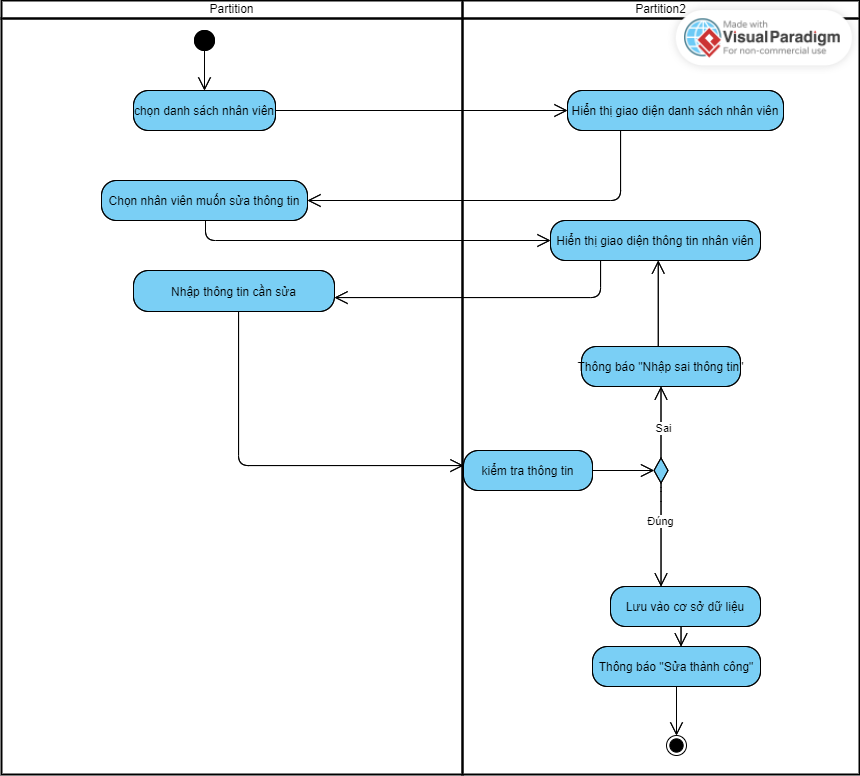 Partition
Partition2
Made with
VisualParadigm
For non-commercial use
chọn danh sách nhân viên
Hiển thị giao diện danh sách nhân viên
Chọn nhân viên muốn sửa thông tin
Hiển thị giao diện thông tin nhân viên
Nhập thông tin cần sửa
Thông báo "Nhập sai thông tin"
Sai
kiểm tra thông tin
Đúng
Lưu vào cơ sở dữ liệu
Thông báo "Sửa thành công"